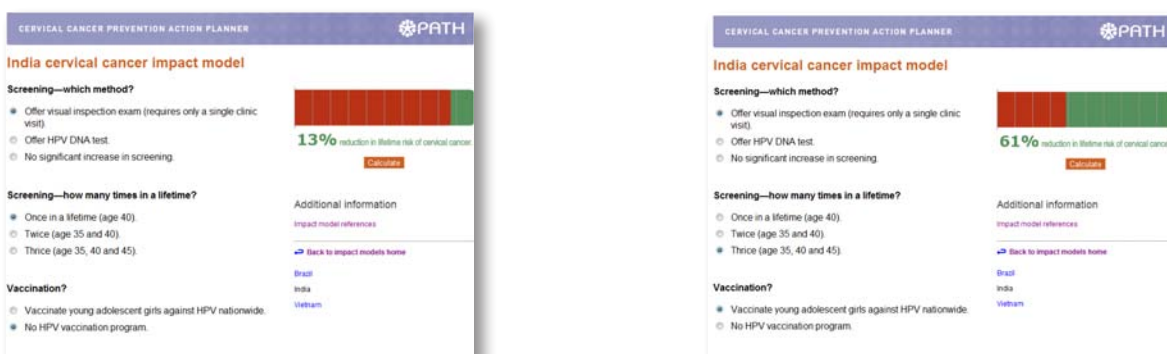 CERVICAL CANCER PREVENTION ACTION PLANNER
PATH
India cervical cancer impact model
Screening—which method?
Offer visual inspection exam (requires only a single clinic
visit).
Offer HPV DNA test.
No significant increase in screening.
13% reduction in lifetime risk of cervical cancer.
Calculate
Screening—how many times in a lifetime?
Once in a lifetime (age 40).
Twice (age 35 and 40).
Thrice (age 35, 40 and 45).
Additional information
Impact model references
Back to impact models home
Brazil
India
Vietnam
Vaccination?
Vaccinate young adolescent girls against HPV nationwide.
No HPV vaccination program.
CERVICAL CANCER PREVENTION ACTION PLANNER
PATH
India cervical cancer impact model
Screening—which method?
Offer visual inspection exam (requires only a single clinic
visit).
Offer HPV DNA test.
No significant increase in screening.
61% reduction in lifetime risk of cervical cancer
Calculate
Screening—how many times in a lifetime?
Once in a lifetime (age 40).
Twice (age 35 and 40).
Thrice (age 35, 40 and 45).
Additional information
Impact model references
Back to impact models home
Brazil
India
Vietnam
Vaccination?
Vaccinate young adolescent girls against HPV nationwide.
No HPV vaccination program.